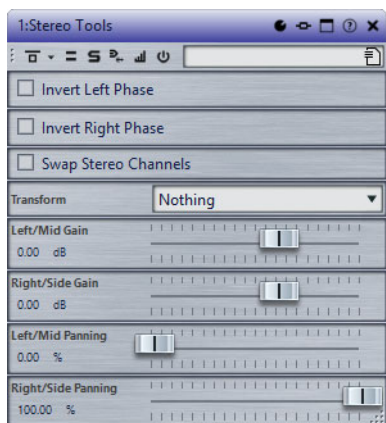 1:Stereo Tools
Invert Left Phase
Invert Right Phase
Swap Stereo Channels
Transform Nothing
Left/Mid Gain
0.00 dB
Right/Side Gain
0.00 dB
Left/Mid Panning
0.00 %
Right/Side Panning
100.00 %